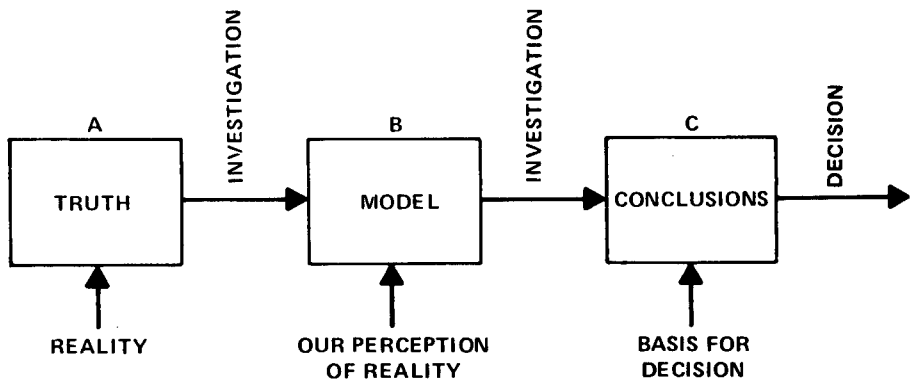 A
INVESTIGATION
B
INVESTIGATION
C
DECISION
TRUTH
MODEL
CONCLUSIONS
REALITY
OUR PERCEPTION
OF REALITY
BASIS FOR
DECISION